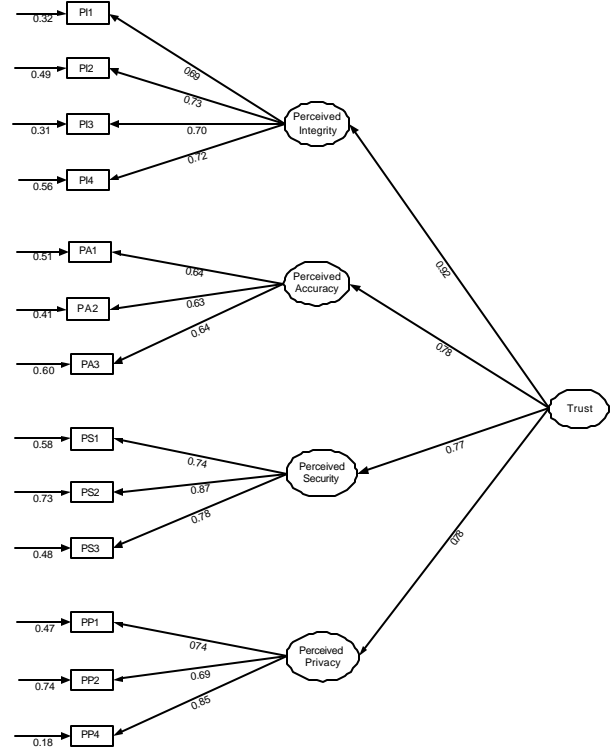 PI1
0.32
0.69
PI2
0.49
0.73
PI3
0.31
0.70
Perceived
Integrity
PI4
0.56
0.72
0.92
PA1
0.51
0.64
PA2
0.41
0.63
Perceived
Accuracy
PA3
0.60
0.64
0.78
Trust
PS1
0.58
0.74
0.77
PS2
0.73
0.87
Perceived
Security
PS3
0.48
0.78
0.78
PP1
0.47
074
PP2
0.74
0.69
Perceived
Privacy
PP4
0.18
0.85